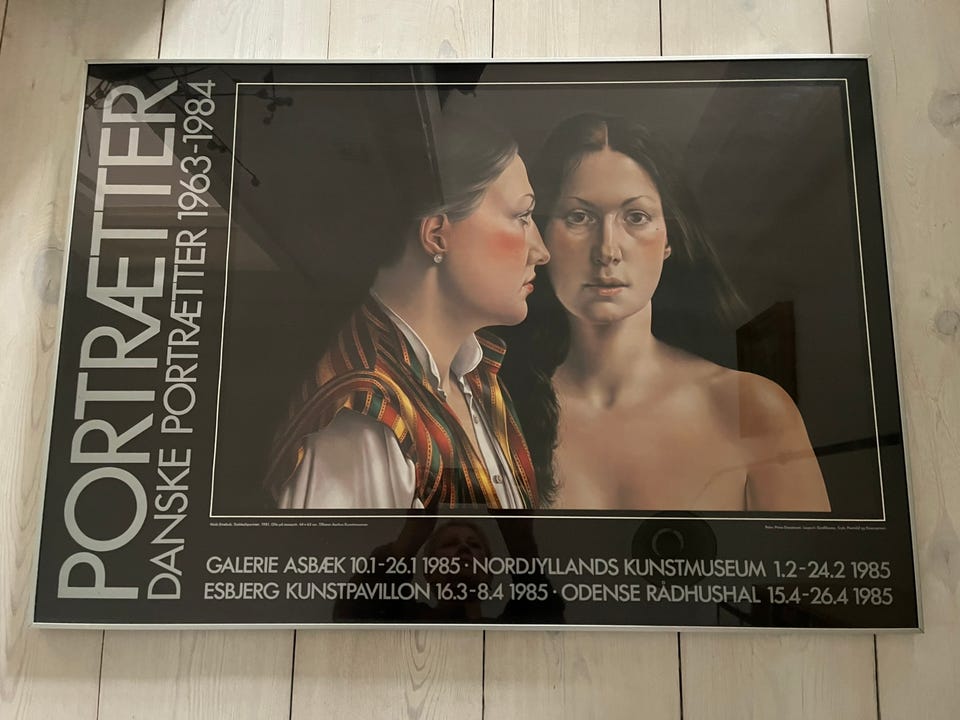 PORTRÆTTER
DANSKE PORTRÆTTER 1963-1984
GALERIE ASBÆK 10.1-26.1 1985 · NORDJYLLANDS KUNSTMUSEUM 1.2-24.2 1985
ESBJERG KUNSTPAVILLON 16.3-8.4 1985 · ODENSE RÅDHUSHAL 15.4-26.4 1985